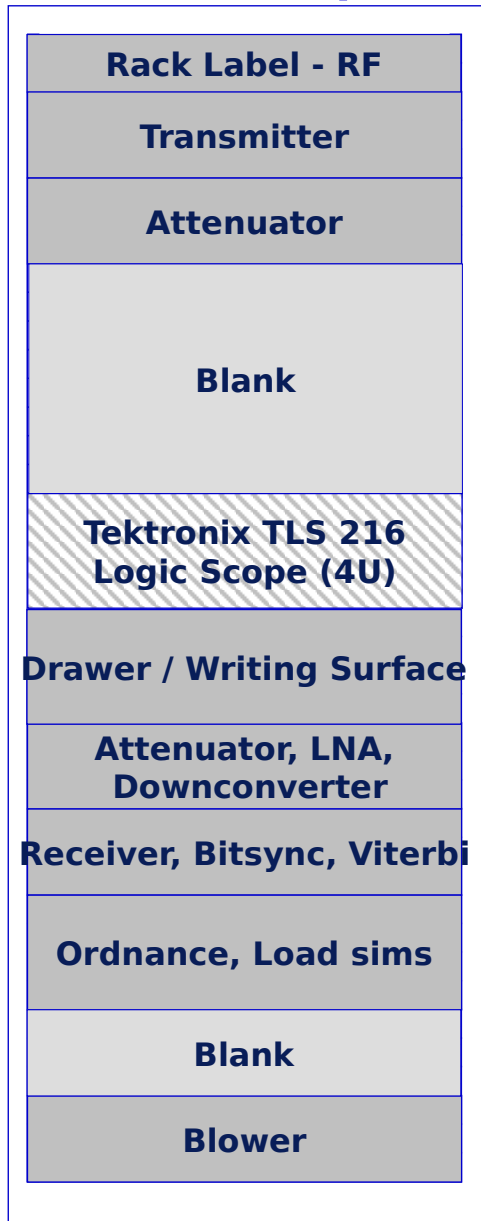 Rack Label - RF
Transmitter
Attenuator
Blank
Tektronix TLS 216
Logic Scope (4U)
Drawer / Writing Surface
Attenuator, LNA,
Downconverter
Receiver, Bitsync, Viterbi
Ordnance, Load sims
Blank
Blower